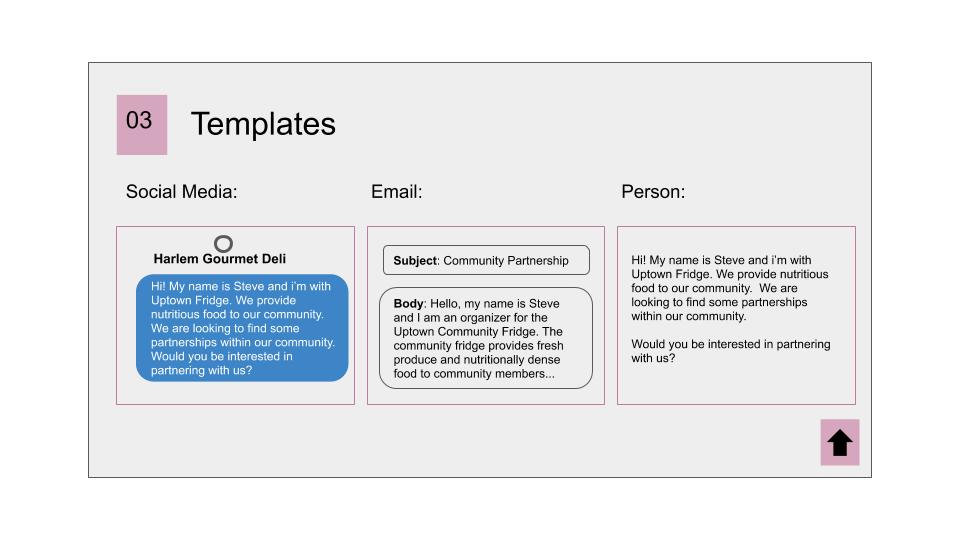 03
Templates
Social Media:
Email:
Person:
Harlem Gourmet Deli
Hi! My name is Steve and i'm with
Uptown Fridge. We provide
nutritious food to our community.
We are looking to find some
partnerships within our community.
Would you be interested in
partnering with us?
Subject: Community Partnership
Body: Hello, my name is Steve
and I am an organizer for the
Uptown Community Fridge. The
community fridge provides fresh
produce and nutritionally dense
food to community members...
Hi! My name is Steve and i'm with
Uptown Fridge. We provide nutritious
food to our community.  We are
looking to find some partnerships
within our community.
Would you be interested in partnering
with us?